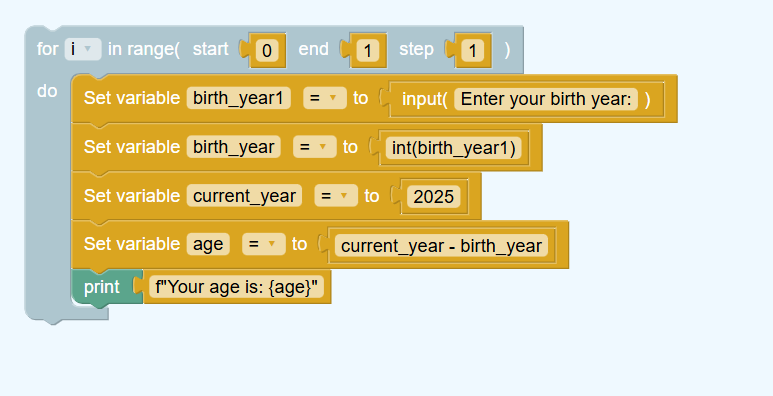 for i in range( start 0 end 1 step 1 )
do
Set variable birth_year1 = to input( Enter your birth year: )
Set variable birth_year = to int(birth_year1)
Set variable current_year = to 2025
Set variable age = to current_year - birth_year
print f"Your age is: {age}"